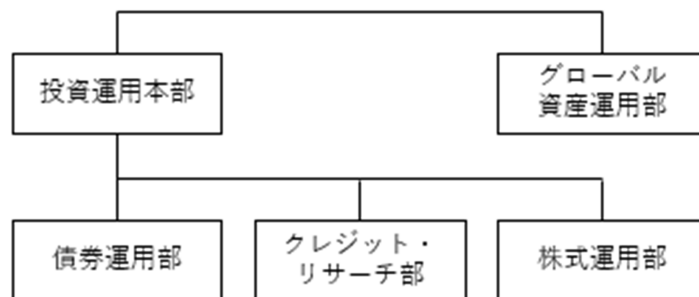 投資運用本部
グローバル
資産運用部
債券運用部
クレジット・
リサーチ部
株式運用部